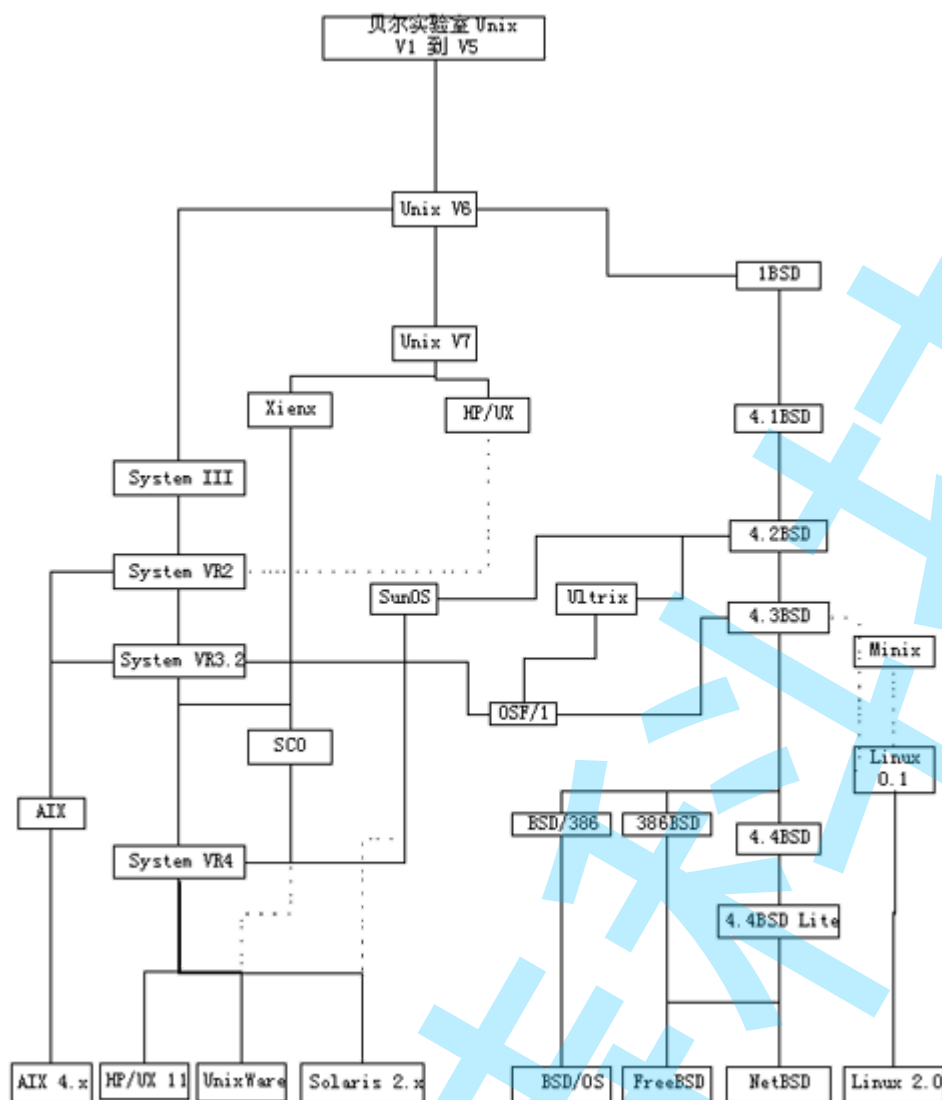 贝尔实验室 Unix
V1 到 V5
Unix V6
1BSD
Unix V7
Xienx
HP/UX
4.1BSD
System III
4.2BSD
System VR2
SunOS
Ultrix
4.3BSD
System VR3.2
Minix
OSF/1
SCO
Linux
0.1
AIX
BSD/386
386BSD
4.4BSD
System VR4
4.4BSD Lite
AIX 4.x
HP/UX 11
UnixWare
Solaris 2.x
BSD/OS
FreeBSD
NetBSD
Linux 2.0